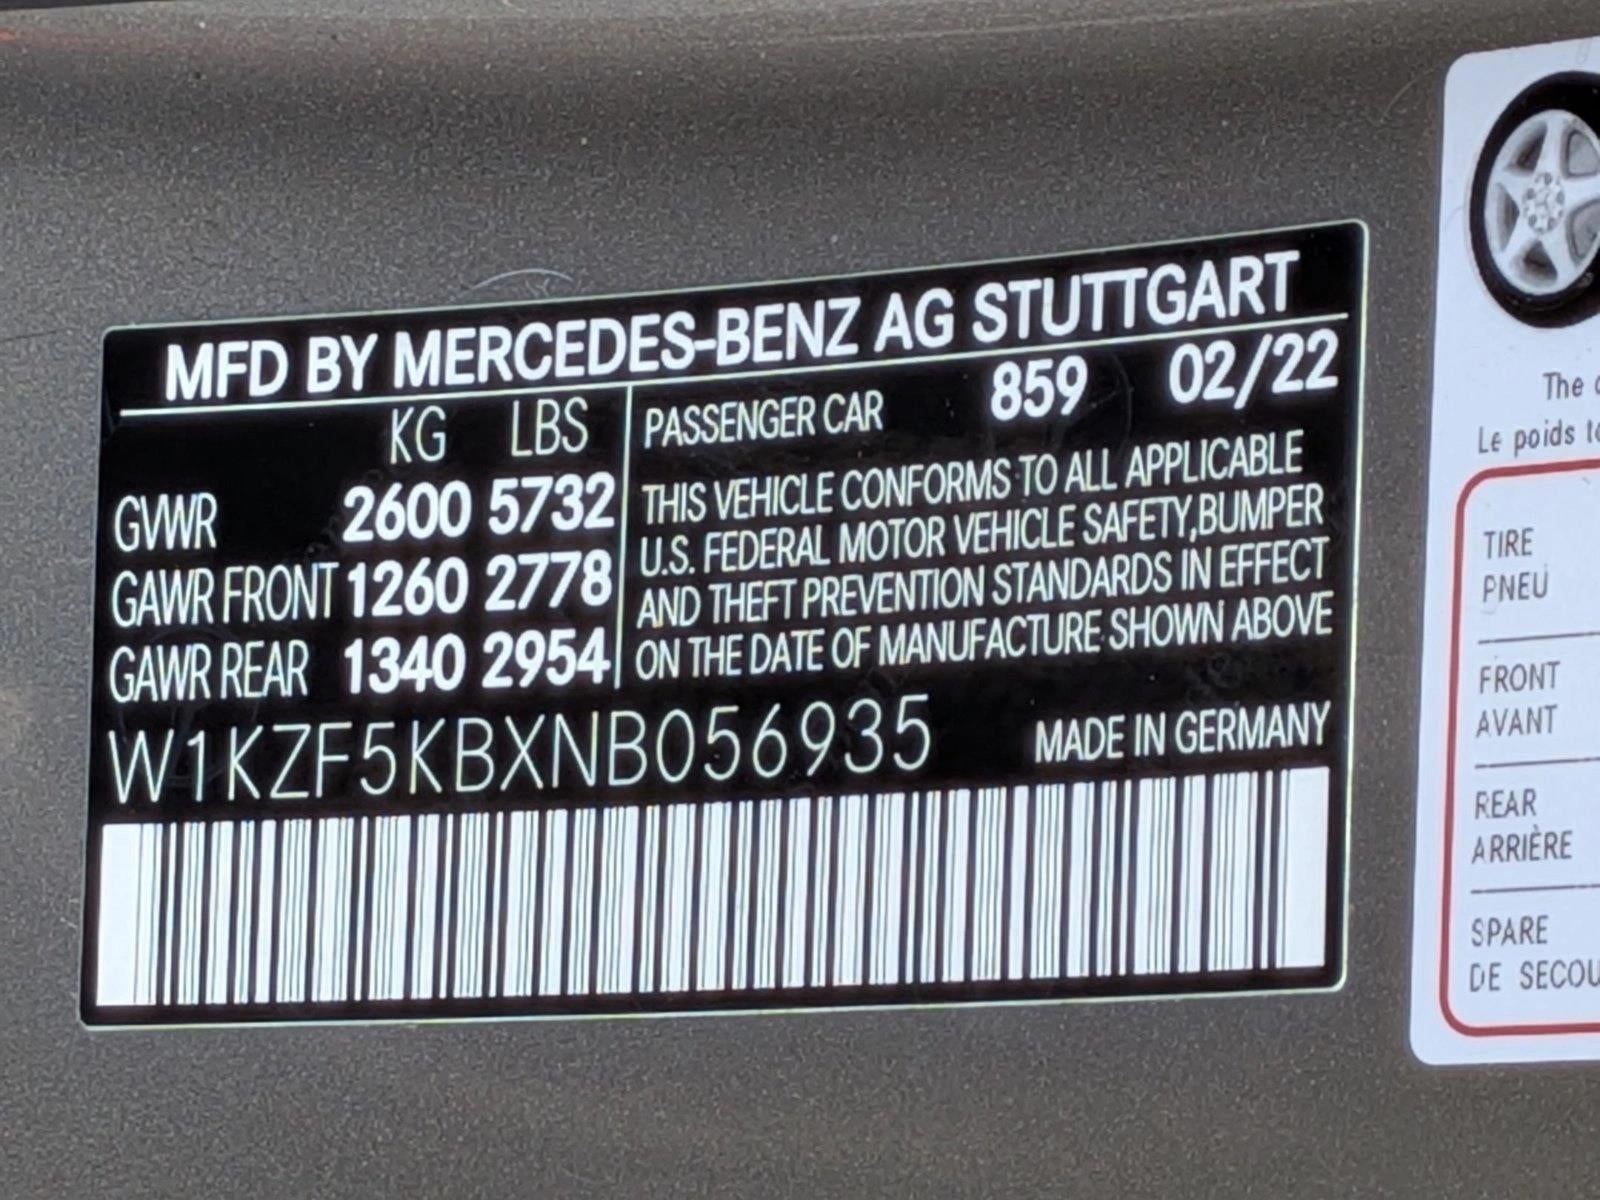 MFD BY MERCEDES-BENZ AG STUTTGART
KG LBS
GVWR 2600 5732
GAWR FRONT 1260 2778
GAWR REAR 1340 2954
PASSENGER CAR 859 02/22
THIS VEHICLE CONFORMS TO ALL APPLICABLE
U.S. FEDERAL MOTOR VEHICLE SAFETY,BUMPER
AND THEFT PREVENTION STANDARDS IN EFFECT
ON THE DATE OF MANUFACTURE SHOWN ABOVE
W1KZF5KBXNB056935
MADE IN GERMANY
The
Le poids
TIRE
PNEU
FRONT
AVANT
REAR
ARRIÈRE
SPARE
DE